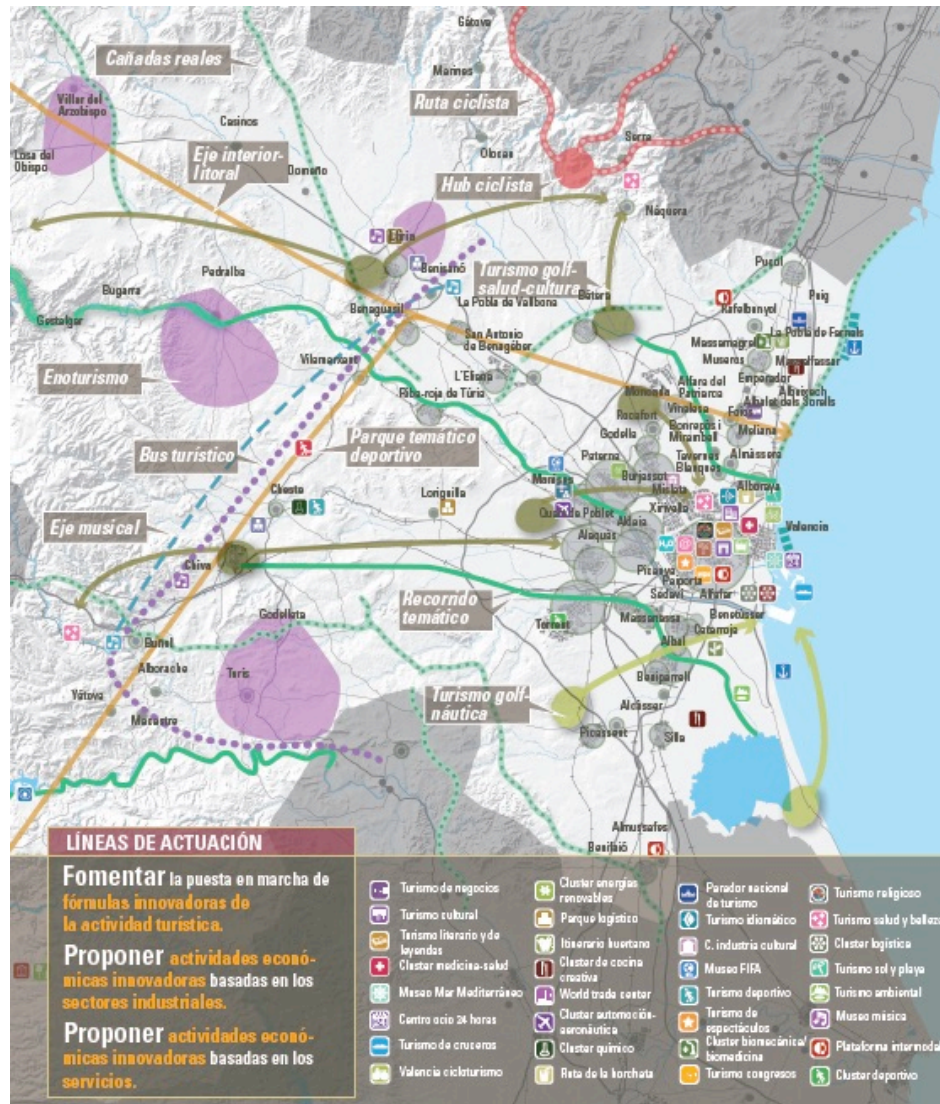 Gátova
Cañadas reales
Marines
Villar del
Arzobispo
Ruta ciclista
Casinos
Serra
Losa del
Obispo
Eje interior-
litoral
Olocau
Domeño
Hub ciclista
Náquera
Llíria
Benisanó
Turismo golf-
salud-cultura
Puçol
Pedralba
Bétera
Puig
Bugarra
Benaguasil
La Pobla de Vallbona
Rafelbunyol
Gestalgar
La Pobla de Farnals
San Antonio
de Benagéber
Massamagrell
Museros
Massalfassar
Vilamarxant
Enoturismo
L'Eliana
Emperador
Albuixech
Riba-roja de Túria
Moncada
Alfara del
Patriarca
Albalat dels Sorells
Rocafort
Vinalesa
Foios
Parque temático
deportivo
Godella
Bonrepòs i
Mirambell
Meliana
Bus turístico
Paterna
Tavernes
Blanques
Almàssera
Manises
Burjassot
Cheste
Loriguilla
Mislata
Alboraya
Eje musical
Quart de Poblet
Xirivella
Aldaia
Valencia
Alaquàs
H2O
Chiva
Picanya
Paiporta
Recorrido
temático
Sedaví
Alfafar
Godelleta
Benetússer
Torrent
Massanassa
Catarroja
Buñol
Albal
Alborache
Turís
Beniparrell
Yátova
Turismo golf-
náutica
Alcàsser
Macastre
Picassent
Silla
Almussafes
Benifaió
LÍNEAS DE ACTUACIÓN
Fomentar la puesta en marcha de
fórmulas innovadoras de
la actividad turística.
Proponer actividades econó-
micas innovadoras basadas en los
sectores industriales.
Proponer actividades econó-
micas innovadoras basadas en los
servicios.
Turismo de negocios
Turismo cultural
Turismo literario y de
leyendas
Cluster medicina-salud
Museo Mar Mediterráneo
Centro ocio 24 horas
Turismo de cruceros
Valencia cicloturismo
Cluster energías
renovables
Parque logístico
Itinerario huertano
Cluster de cocina
creativa
World trade center
Cluster automoción-
aeronáutica
Cluster químico
Ruta de la horchata
Parador nacional
de turismo
Turismo idiomático
C. industria cultural
Museo FIFA
Turismo deportivo
Turismo de
espectáculos
Cluster biomecánica/
biomedicina
Turismo congresos
Turismo religioso
Turismo salud y belleza
Cluster logística
Turismo sol y playa
Turismo ambiental
Museo música
Plataforma intermodal
Cluster deportivo